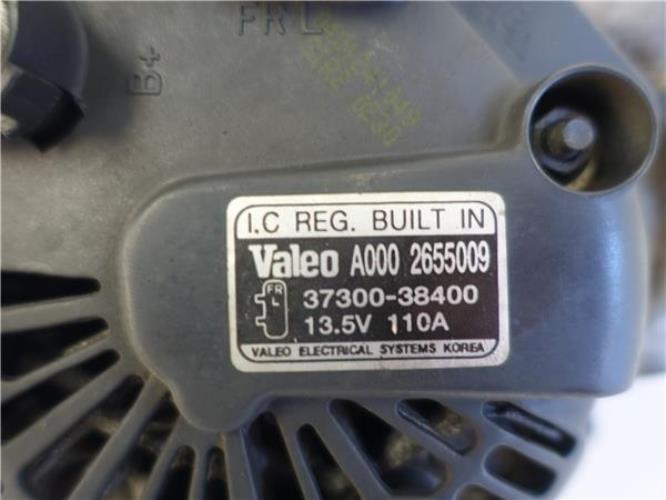 FR L
B+
I.C REG. BUILT IN
Valeo A000 2655009
FR
L
37300-38400
13.5V 110A
VALEO ELECTRICAL SYSTEMS KOREA